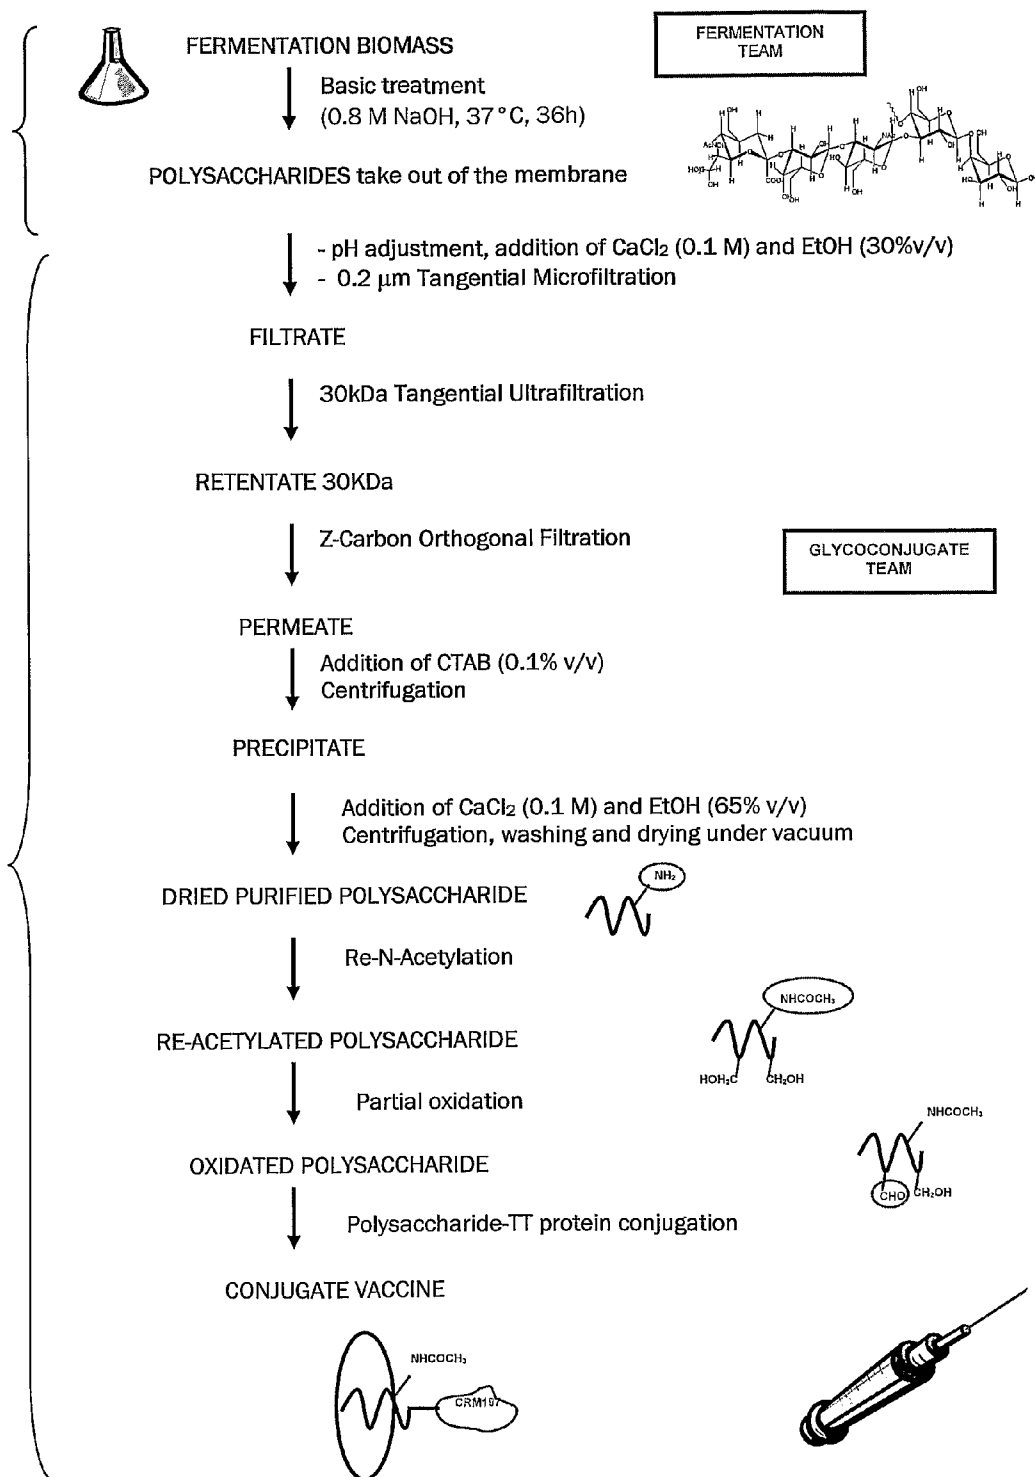 FERMENTATION BIOMASS
FERMENTATION
TEAM
Basic treatment
(0.8 M NaOH, 37°C, 36h)
POLYSACCHARIDES take out of the membrane
- pH adjustment, addition of CaCl₂ (0.1 M) and EtOH (30%v/v)
- 0.2 μm Tangential Microfiltration
FILTRATE
30kDa Tangential Ultrafiltration
RETENTATE 30KDa
Z-Carbon Orthogonal Filtration
GLYCOCONJUGATE
TEAM
PERMEATE
Addition of CTAB (0.1% v/v)
Centrifugation
PRECIPITATE
Addition of CaCl₂ (0.1 M) and EtOH (65% v/v)
Centrifugation, washing and drying under vacuum
NH₂
DRIED PURIFIED POLYSACCHARIDE
Re-N-Acetylation
NHCOCH₃
RE-ACETYLATED POLYSACCHARIDE
HOH₂C CH₂OH
Partial oxidation
NHCOCH₃
OXIDATED POLYSACCHARIDE
CHO CH₂OH
Polysaccharide-TT protein conjugation
CONJUGATE VACCINE
NHCOCH₃
CRM197